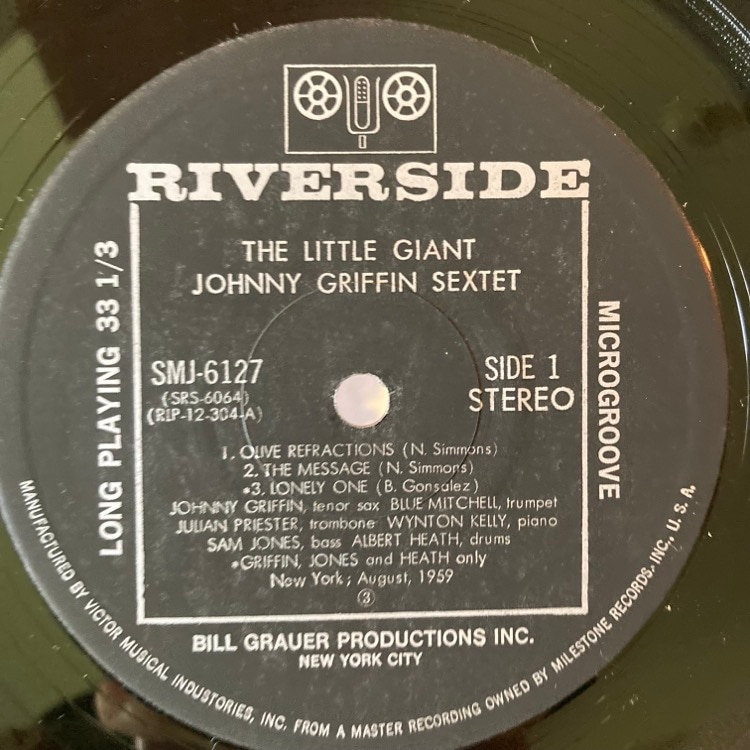 RIVERSIDE
THE LITTLE GIANT
JOHNNY GRIFFIN SEXTET
LONG PLAYING 33 1/3
MICROGROOVE
SMJ-6127
(SRS-6064)
(RLP-12-304-A)
SIDE 1
STEREO
1. OLIVE REFRACTIONS (N. Simmons)
2. THE MESSAGE (N. Simmons)
•3. LONELY ONE (B. Gonsalez)
JOHNNY GRIFFIN, tenor sax BLUE MITCHELL, trumpet
JULIAN PRIESTER, trombone WYNTON KELLY, piano
SAM JONES, bass ALBERT HEATH, drums
•GRIFFIN, JONES and HEATH only
New York; August, 1959
③
BILL GRAUER PRODUCTIONS INC.
NEW YORK CITY
MANUFACTURED BY VICTOR MUSICAL INDUSTORIES, INC. FROM A MASTER RECORDING OWNED BY MILESTONE RECORDS, INC., U. S. A.